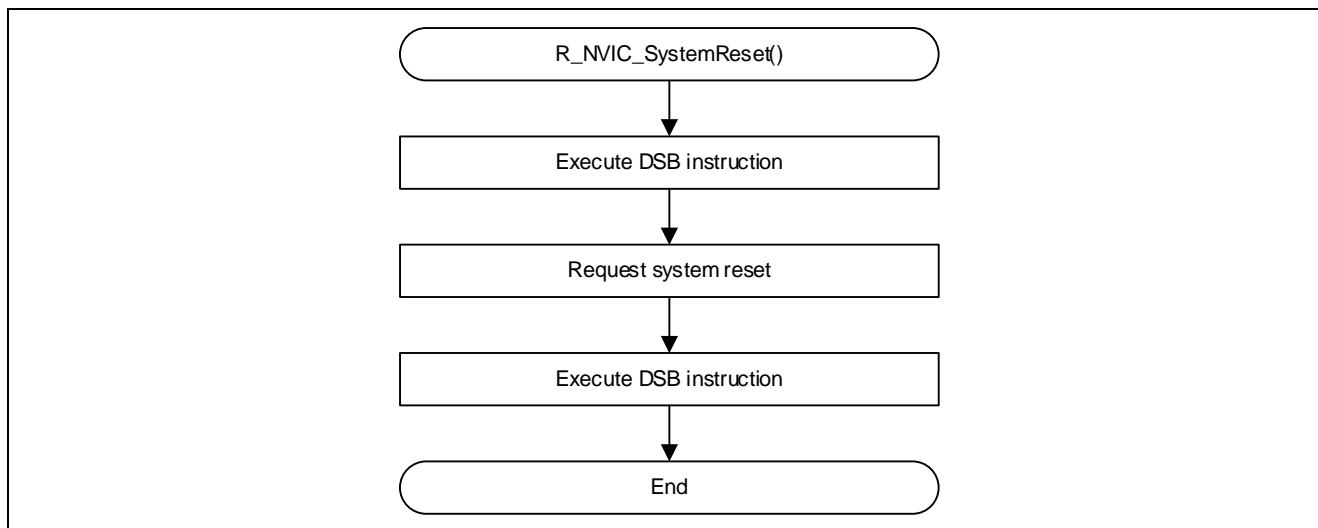 R_NVIC_SystemReset()
Execute DSB instruction
Request system reset
Execute DSB instruction
End